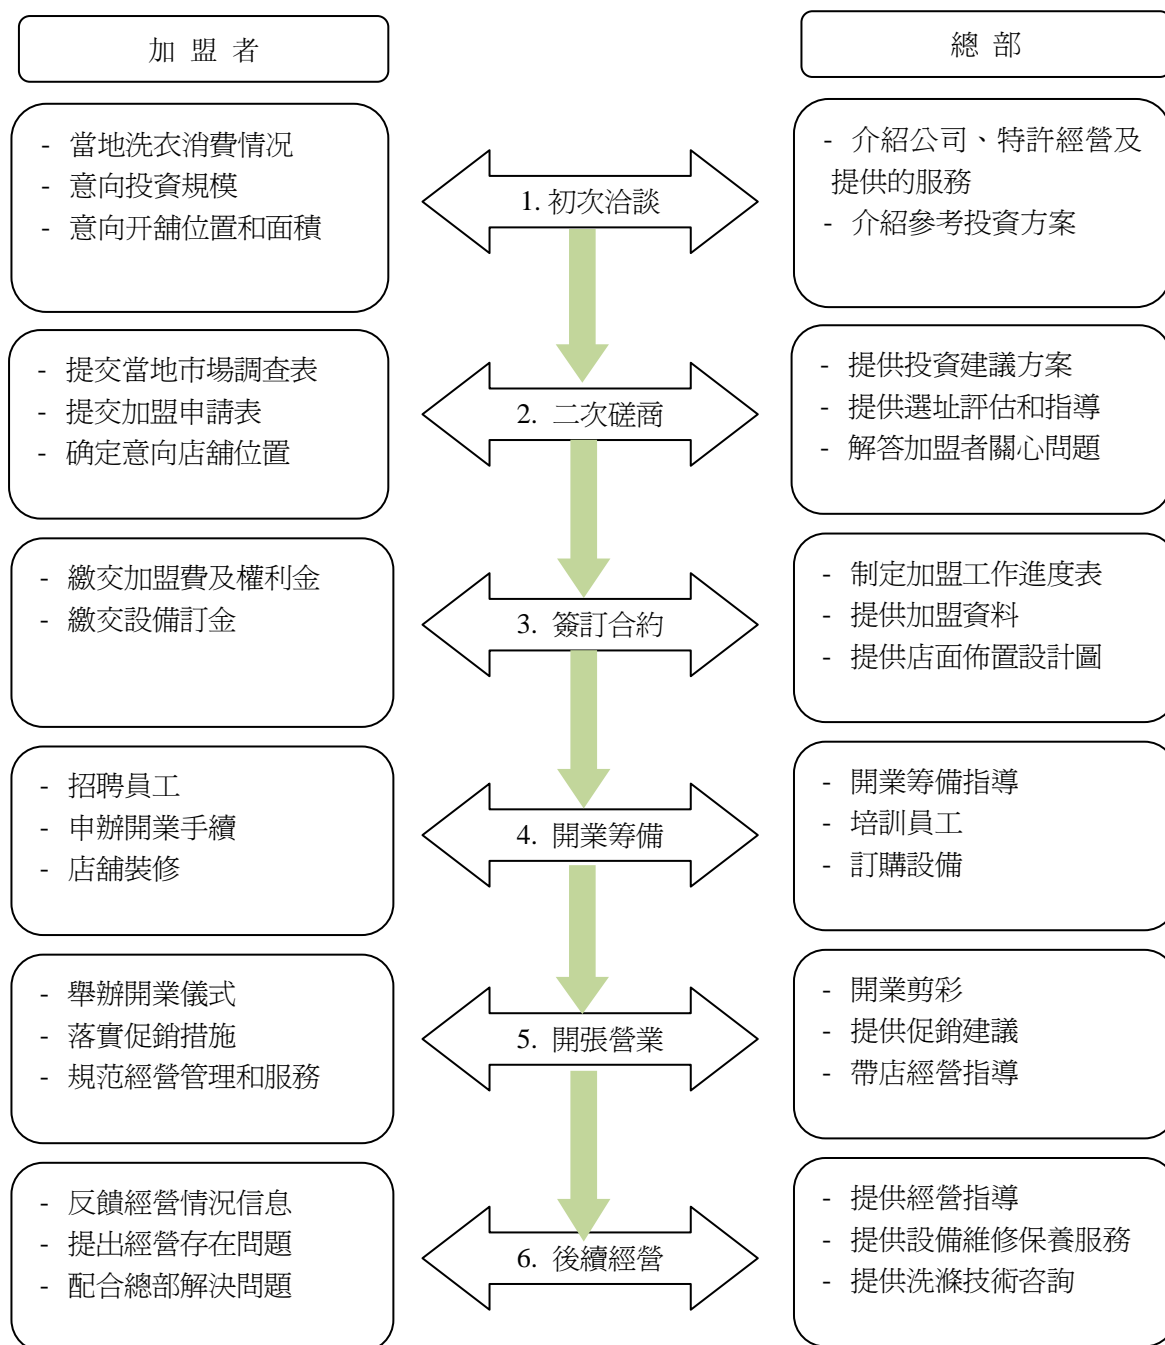 加 盟 者
總 部
- 當地洗衣消費情況
- 意向投資規模
- 意向开舖位置和面積
1. 初次洽談
- 介紹公司、特許經營及
提供的服務
- 介紹參考投資方案
- 提交當地市場調查表
- 提交加盟申請表
- 确定意向店舖位置
2. 二次磋商
- 提供投資建議方案
- 提供選址評估和指導
- 解答加盟者關心問題
- 繳交加盟費及權利金
- 繳交設備訂金
3. 簽訂合約
- 制定加盟工作進度表
- 提供加盟資料
- 提供店面佈置設計圖
- 招聘員工
- 申辦開業手續
- 店舖裝修
4. 開業筹備
- 開業筹備指導
- 培訓員工
- 訂購設備
- 舉辦開業儀式
- 落實促銷措施
- 規范經營管理和服務
5. 開張營業
- 開業剪彩
- 提供促銷建議
- 帶店經營指導
- 反饋經營情況信息
- 提出經營存在問題
- 配合總部解決問題
6. 後續經營
- 提供經營指導
- 提供設備維修保養服務
- 提供洗滌技術咨詢